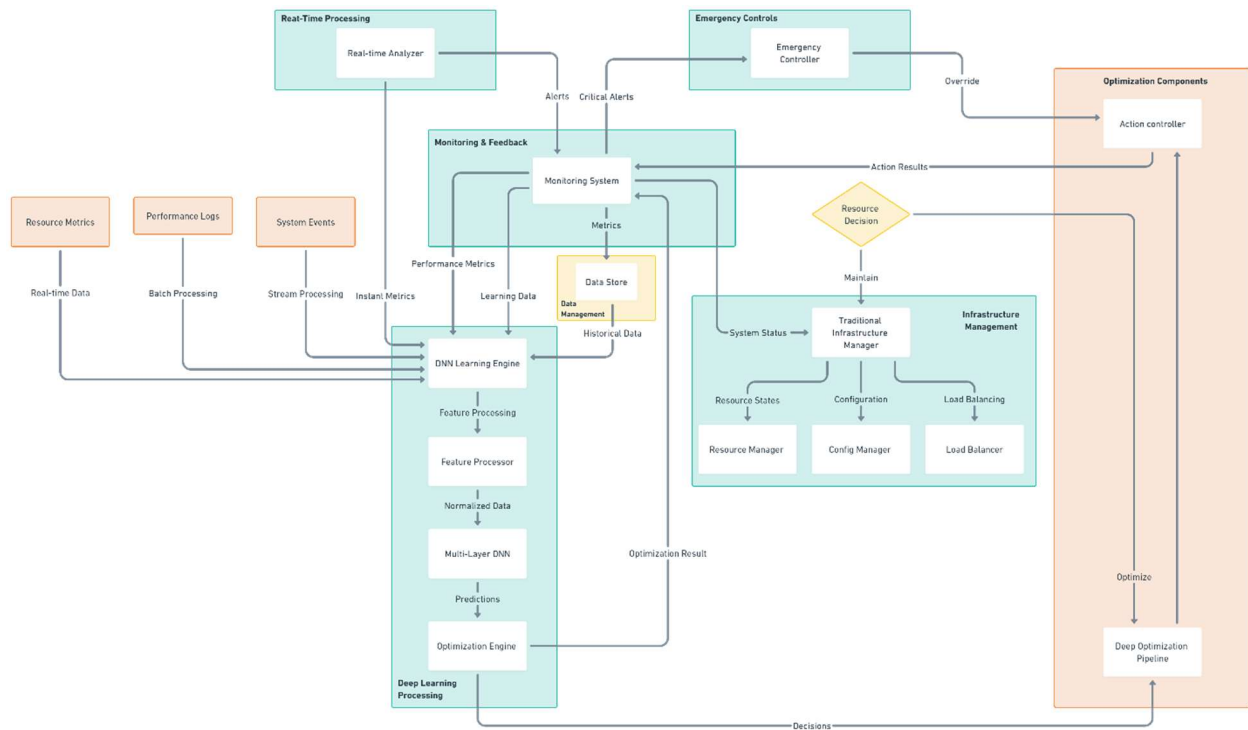 Real-Time Processing
Real-time Analyzer
Emergency Controls
Emergency
Controller
Optimization Components
Action controller
Override
Alerts
Critical Alerts
Monitoring & Feedback
Monitoring System
Action Results
Resource
Decision
Resource Metrics
Performance Logs
System Events
Metrics
Performance Metrics
Maintain
Data Store
Data
Management
Real-time Data
Batch Processing
Stream Processing
Instant Metrics
Learning Data
Historical Data
System Status
Traditional
Infrastructure
Manager
Infrastructure
Management
DNN Learning Engine
Feature Processing
Resource States
Configuration
Load Balancing
Feature Processor
Resource Manager
Config Manager
Load Balancer
Normalized Data
Multi-Layer DNN
Optimization Result
Predictions
Optimize
Optimization Engine
Deep Optimization
Pipeline
Deep Learning
Processing
Decisions